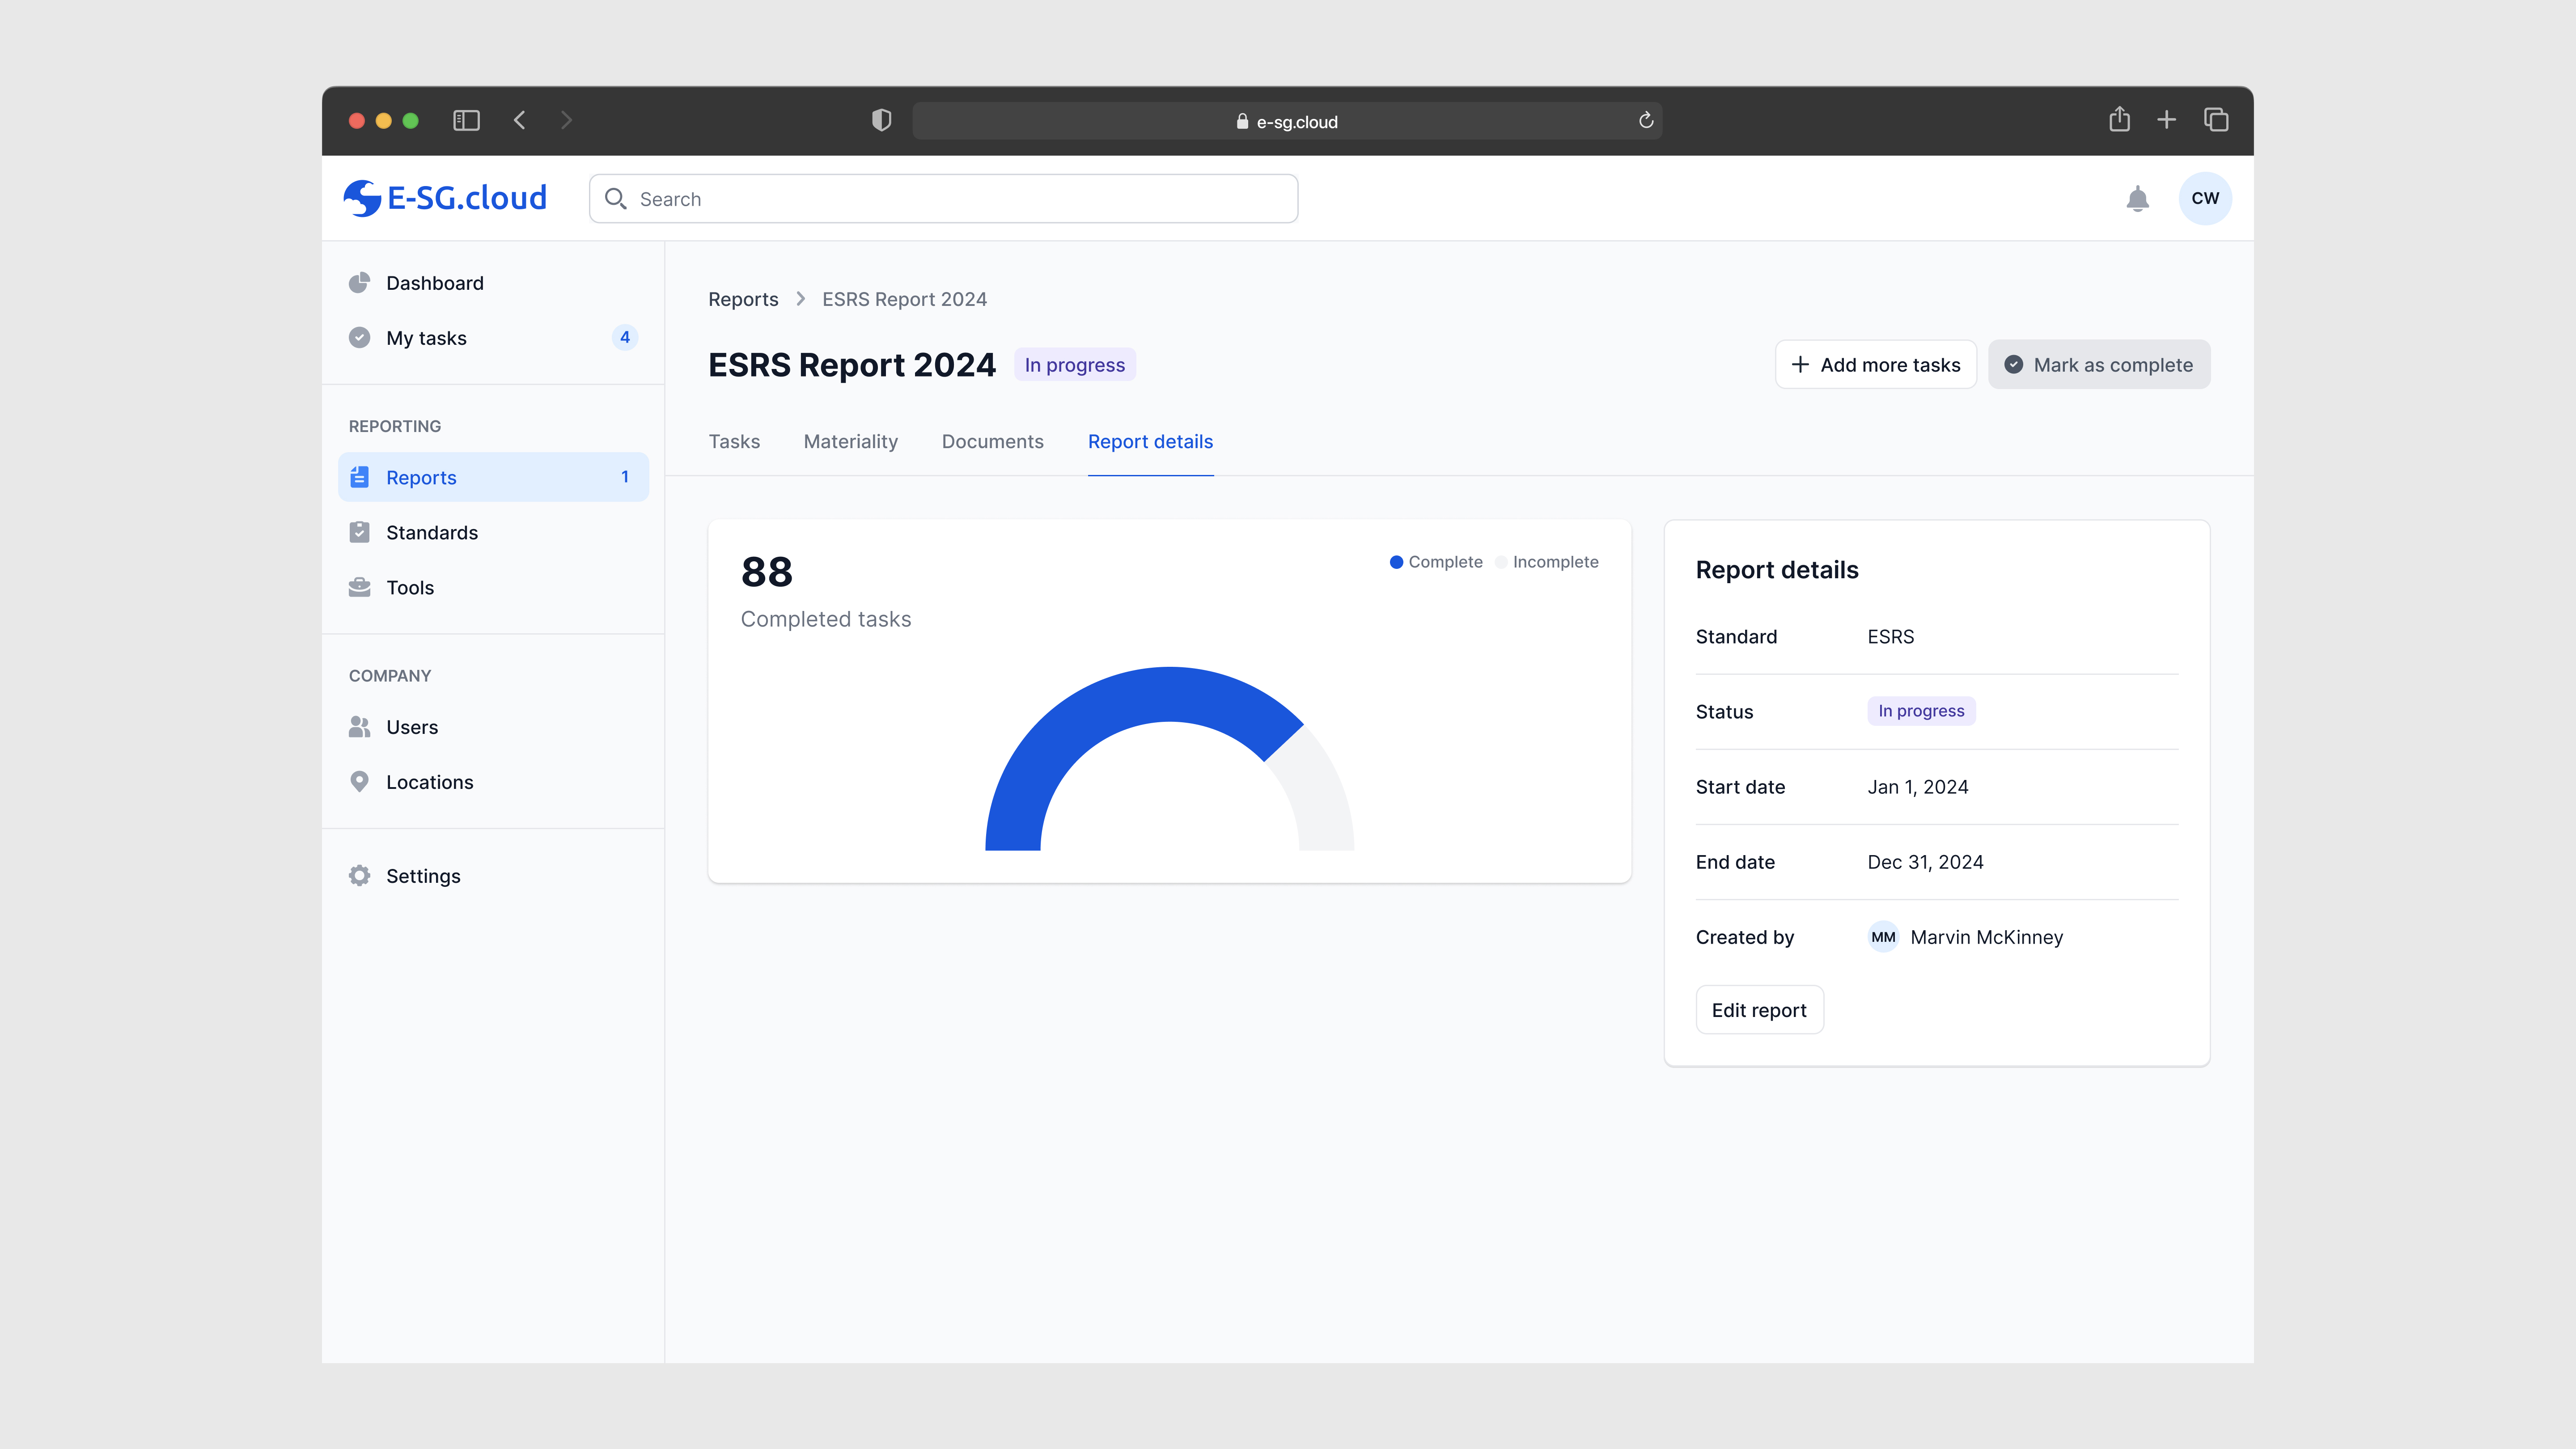 e-sg.cloud
E-SG.cloud
Search
CW
Dashboard
My tasks 4
REPORTING
Reports 1
Standards
Tools
COMPANY
Users
Locations
Settings
Reports ESRS Report 2024
ESRS Report 2024 In progress
Add more tasks Mark as complete
Tasks Materiality Documents Report details
88
Completed tasks
Complete Incomplete
Report details
Standard ESRS
Status In progress
Start date Jan 1, 2024
End date Dec 31, 2024
Created by MM Marvin McKinney
Edit report